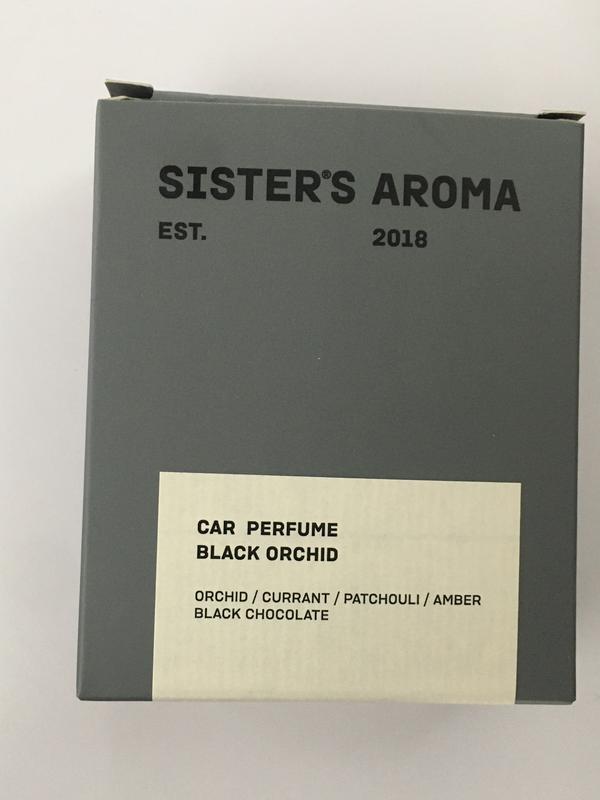 SISTER'S® AROMA
EST. 2018
CAR PERFUME
BLACK ORCHID
ORCHID / CURRANT / PATCHOULI / AMBER
BLACK CHOCOLATE